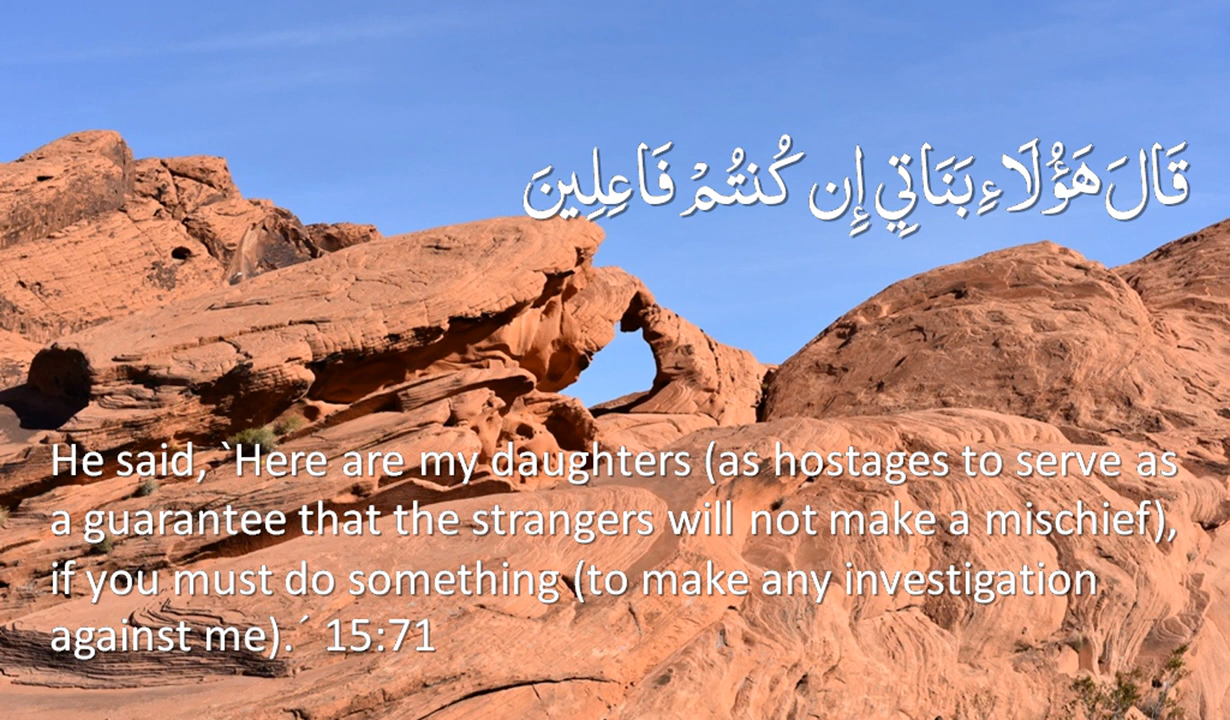 قَالَ هَؤُلَاءِ بَنَاتِي إِن كُنتُمْ فَاعِلِينَ
He said, `Here are my daughters (as hostages to serve as
a guarantee that the strangers will not make a mischief),
if you must do something (to make any investigation
against me).´ 15:71